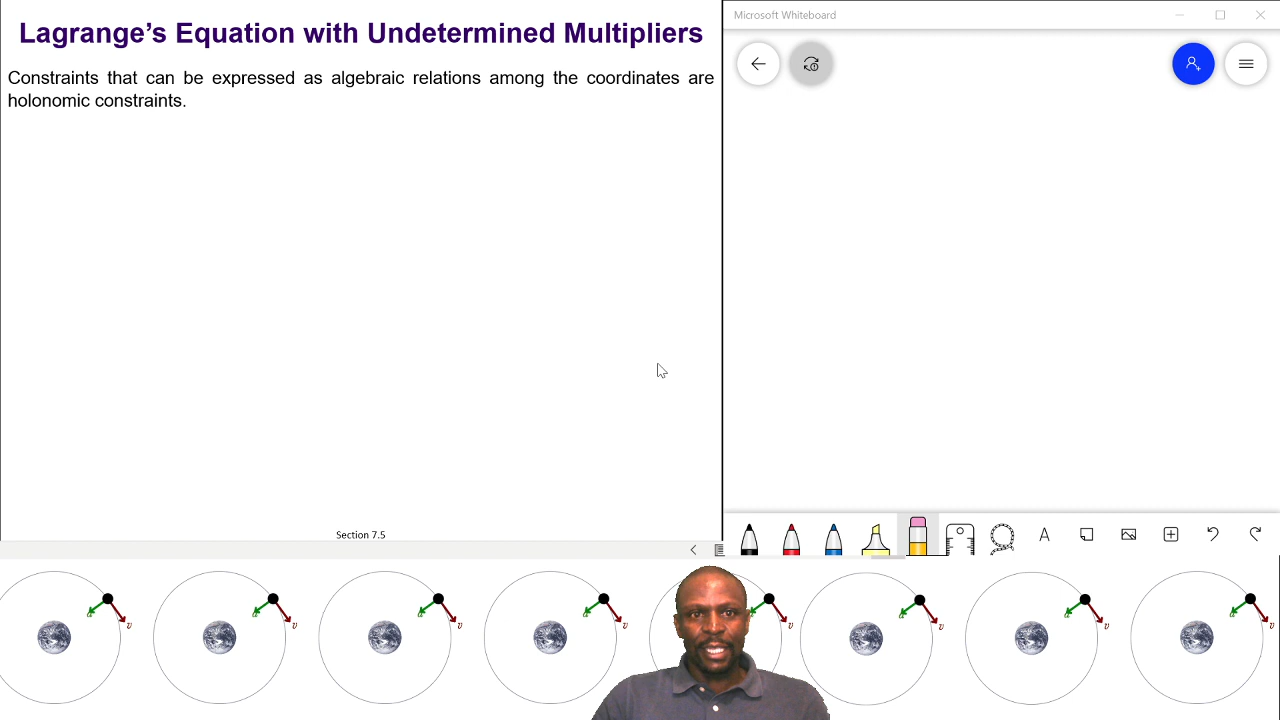 Lagrange's Equation with Undetermined Multipliers
Constraints that can be expressed as algebraic relations among the coordinates are
holonomic constraints.
Section 7.5
Microsoft Whiteboard
A
a v
a v
a v
a v
a v
a v
a v
a v